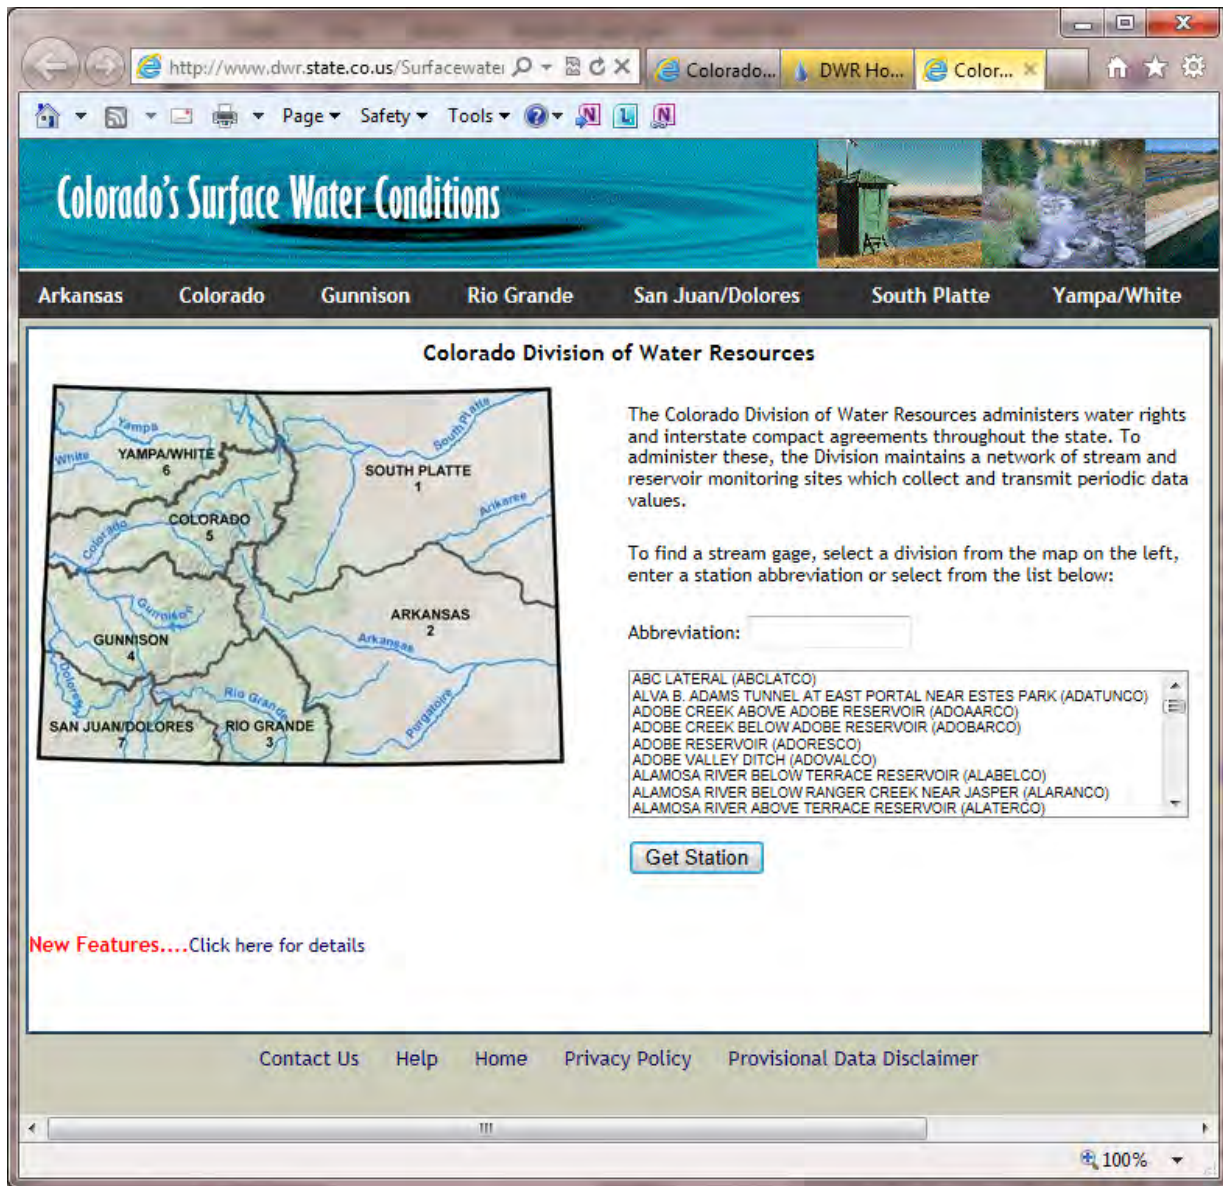 http://www.dwr.state.co.us/Surfacewater
Colorado...
DWR Ho...
Color...
Page
Safety
Tools
Colorado's Surface Water Conditions
Arkansas Colorado Gunnison Rio Grande San Juan/Dolores South Platte Yampa/White
Colorado Division of Water Resources
Yampa
White
YAMPA/WHITE
6
South Platte
SOUTH PLATTE
1
Arikaree
COLORADO
5
Colorado
Gunnison
GUNNISON
4
ARKANSAS
2
Arkansas
Dolores
Rio Grande
Purgatoire
SAN JUAN/DOLORES
7
RIO GRANDE
3
The Colorado Division of Water Resources administers water rights
and interstate compact agreements throughout the state. To
administer these, the Division maintains a network of stream and
reservoir monitoring sites which collect and transmit periodic data
values.
To find a stream gage, select a division from the map on the left,
enter a station abbreviation or select from the list below:
Abbreviation:
ABC LATERAL (ABCLATCO)
ALVA B. ADAMS TUNNEL AT EAST PORTAL NEAR ESTES PARK (ADATUNCO)
ADOBE CREEK ABOVE ADOBE RESERVOIR (ADOAARCO)
ADOBE CREEK BELOW ADOBE RESERVOIR (ADOBARCO)
ADOBE RESERVOIR (ADORESCO)
ADOBE VALLEY DITCH (ADOVALCO)
ALAMOSA RIVER BELOW TERRACE RESERVOIR (ALABELCO)
ALAMOSA RIVER BELOW RANGER CREEK NEAR JASPER (ALARANCO)
ALAMOSA RIVER ABOVE TERRACE RESERVOIR (ALATERCO)
Get Station
New Features....Click here for details
Contact Us Help Home Privacy Policy Provisional Data Disclaimer
100%